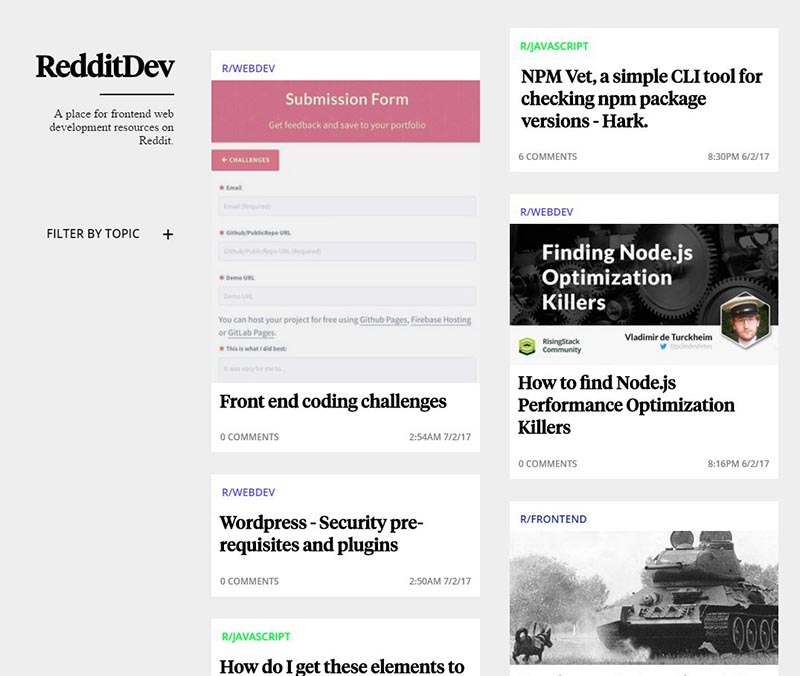 RedditDev
A place for frontend web
development resources on
Reddit.
FILTER BY TOPIC +
R/WEBDEV
Submission Form
Get feedback and save to your portfolio
← CHALLENGES
* Email
Email (Required)
* Github/PublicRepo URL
Github/PublicRepo URL (Required)
* Demo URL
Demo URL
You can host your project for free using Github Pages, Firebase Hosting
or GitLab Pages.
* This is what I did best:
It was easy for me to...
Front end coding challenges
0 COMMENTS 2:54AM 7/2/17
R/WEBDEV
Wordpress - Security pre-
requisites and plugins
0 COMMENTS 2:50AM 7/2/17
R/JAVASCRIPT
How do I get these elements to
R/JAVASCRIPT
NPM Vet, a simple CLI tool for
checking npm package
versions - Hark.
6 COMMENTS 8:30PM 6/2/17
R/WEBDEV
Finding Node.js
Optimization
Killers
Vladimir de Turckheim
RisingStack
Community
How to find Node.js
Performance Optimization
Killers
0 COMMENTS 8:16PM 6/2/17
R/FRONTEND